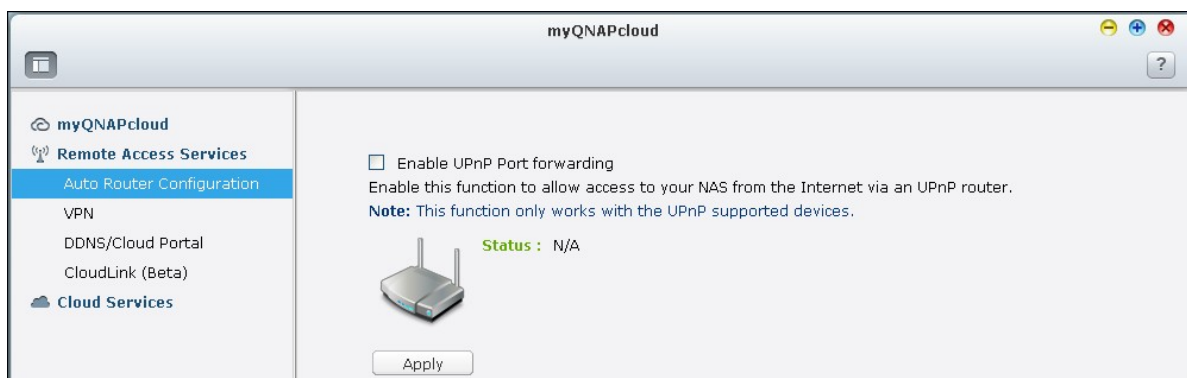 myQNAPcloud
?
myQNAPcloud
Remote Access Services
Auto Router Configuration
VPN
DDNS/Cloud Portal
CloudLink (Beta)
Cloud Services
Enable UPnP Port forwarding
Enable this function to allow access to your NAS from the Internet via an UPnP router.
Note: This function only works with the UPnP supported devices.
Status : N/A
Apply